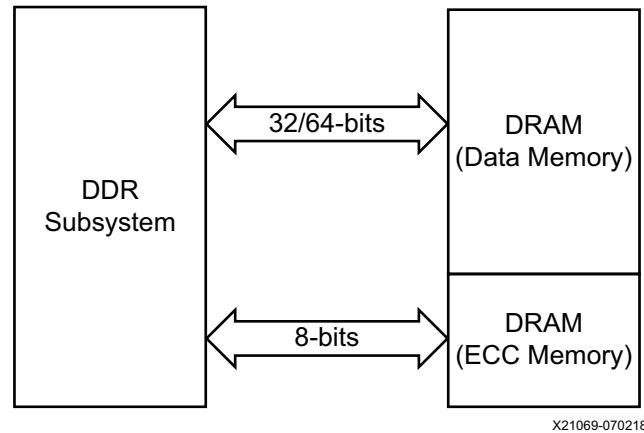 DDR
Subsystem
32/64-bits
DRAM
(Data Memory)
8-bits
DRAM
(ECC Memory)
X21069-070218